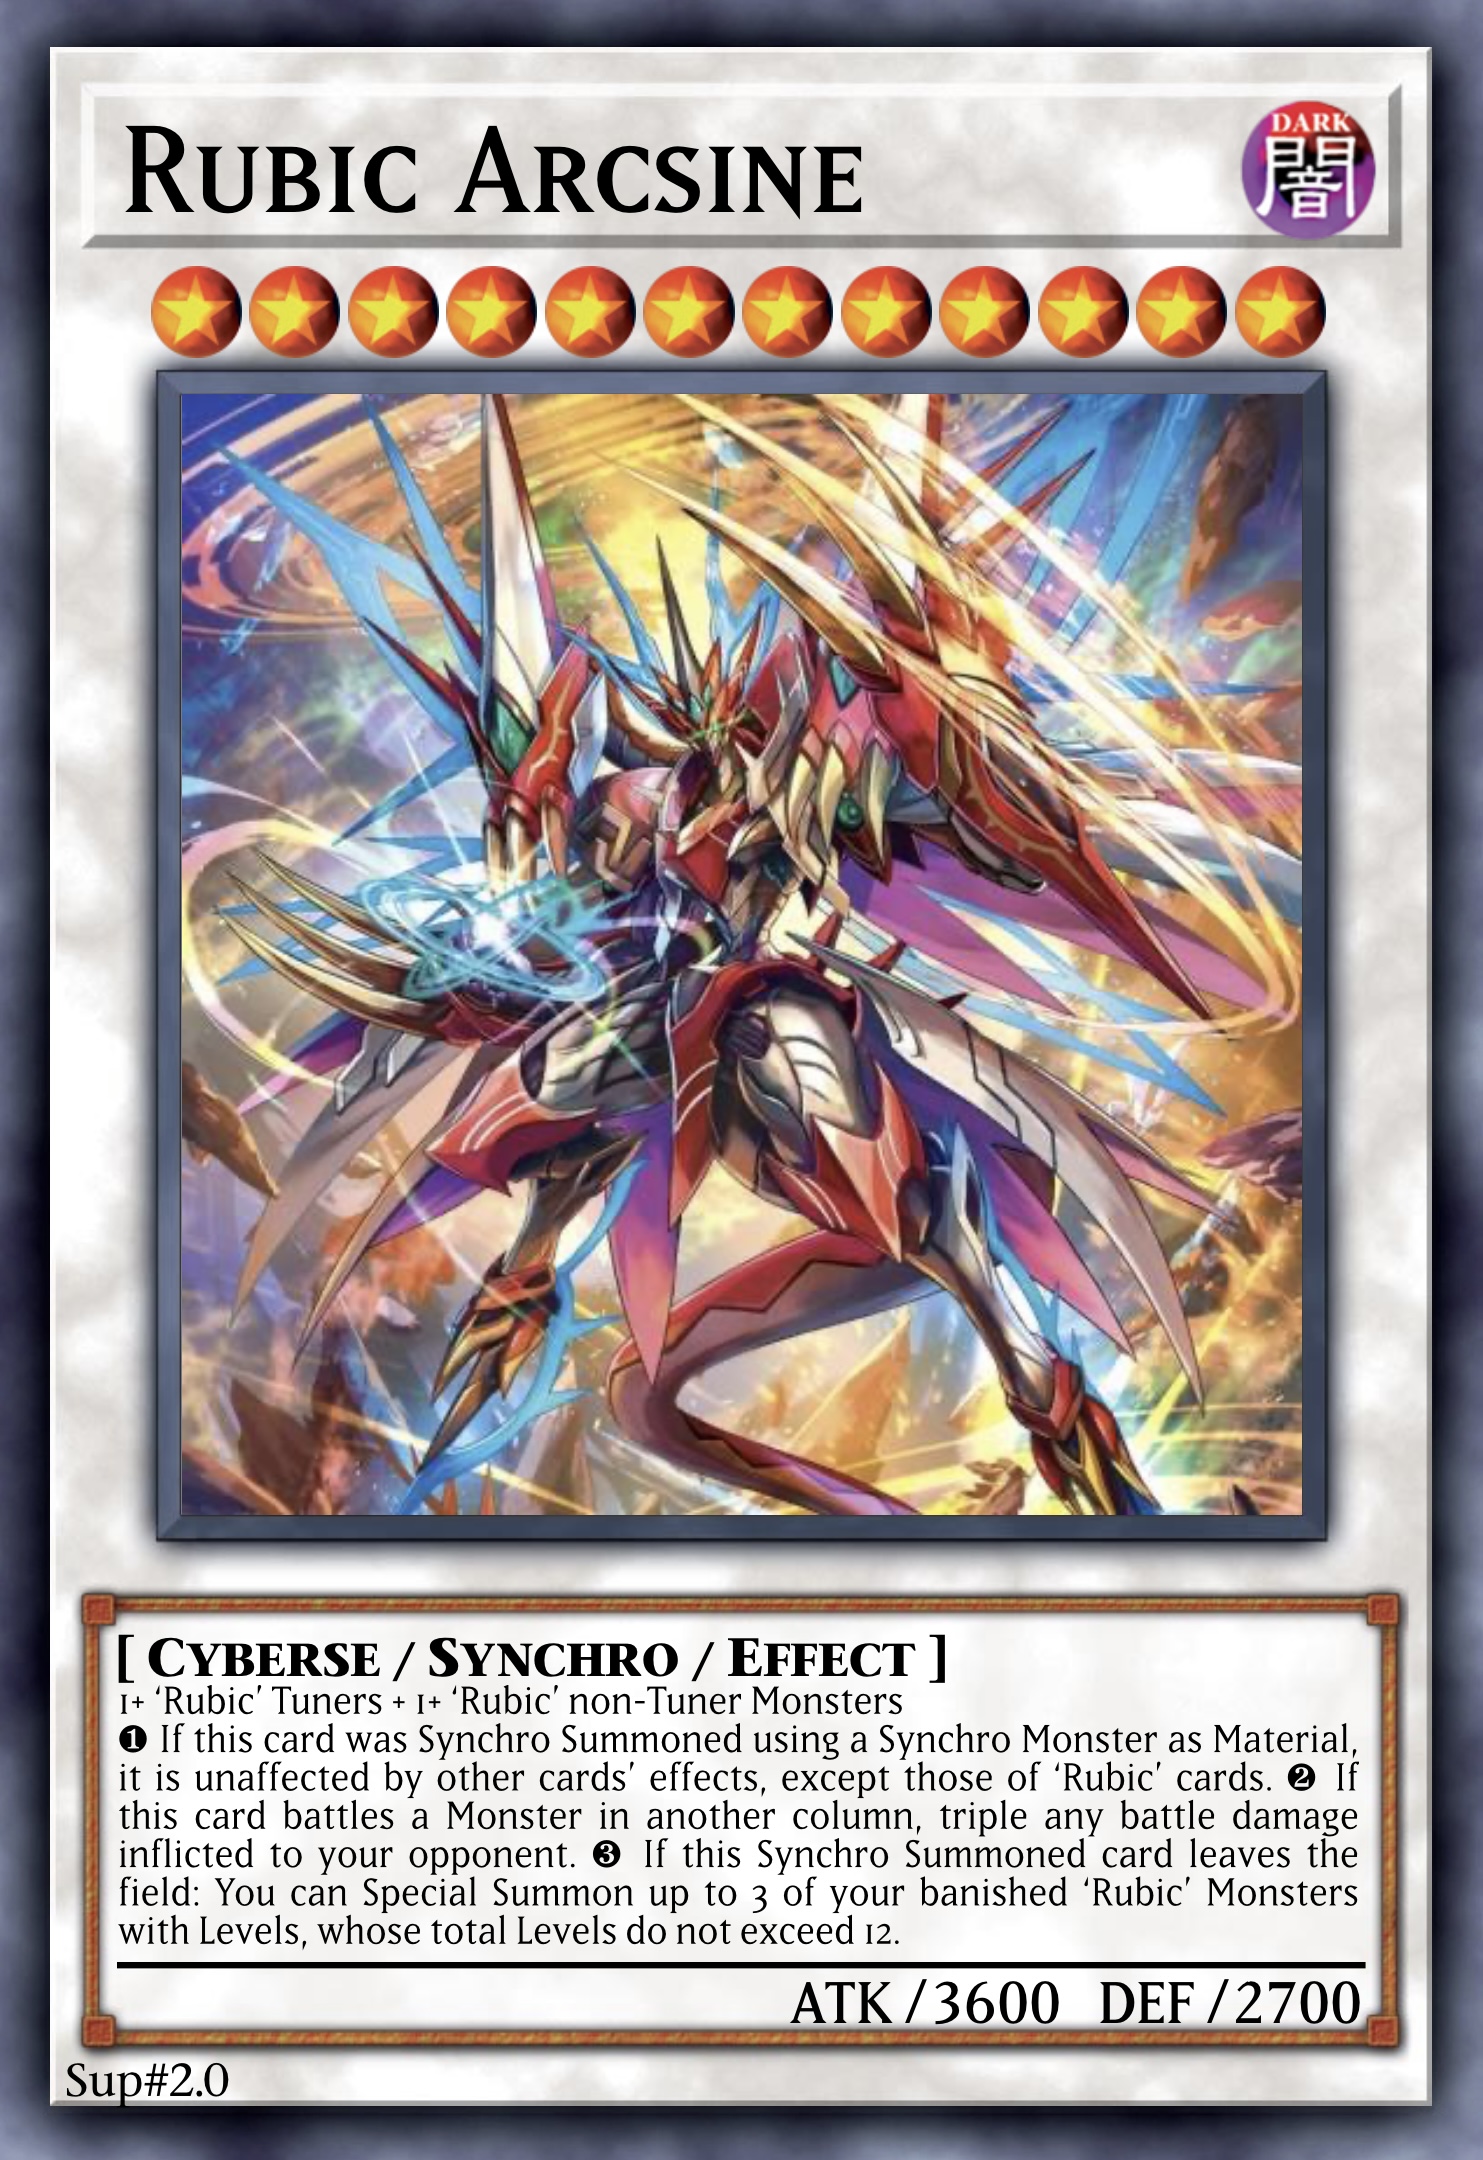 Rubic Arcsine
DARK
闇
[ Cyberse / Synchro / Effect ]
1+ ‘Rubic’ Tuners + 1+ ‘Rubic’ non-Tuner Monsters
❶ If this card was Synchro Summoned using a Synchro Monster as Material,
it is unaffected by other cards’ effects, except those of ‘Rubic’ cards. ❷ If
this card battles a Monster in another column, triple any battle damage
inflicted to your opponent. ❸ If this Synchro Summoned card leaves the
field: You can Special Summon up to 3 of your banished ‘Rubic’ Monsters
with Levels, whose total Levels do not exceed 12.
ATK / 3600 DEF / 2700
Sup#2.0